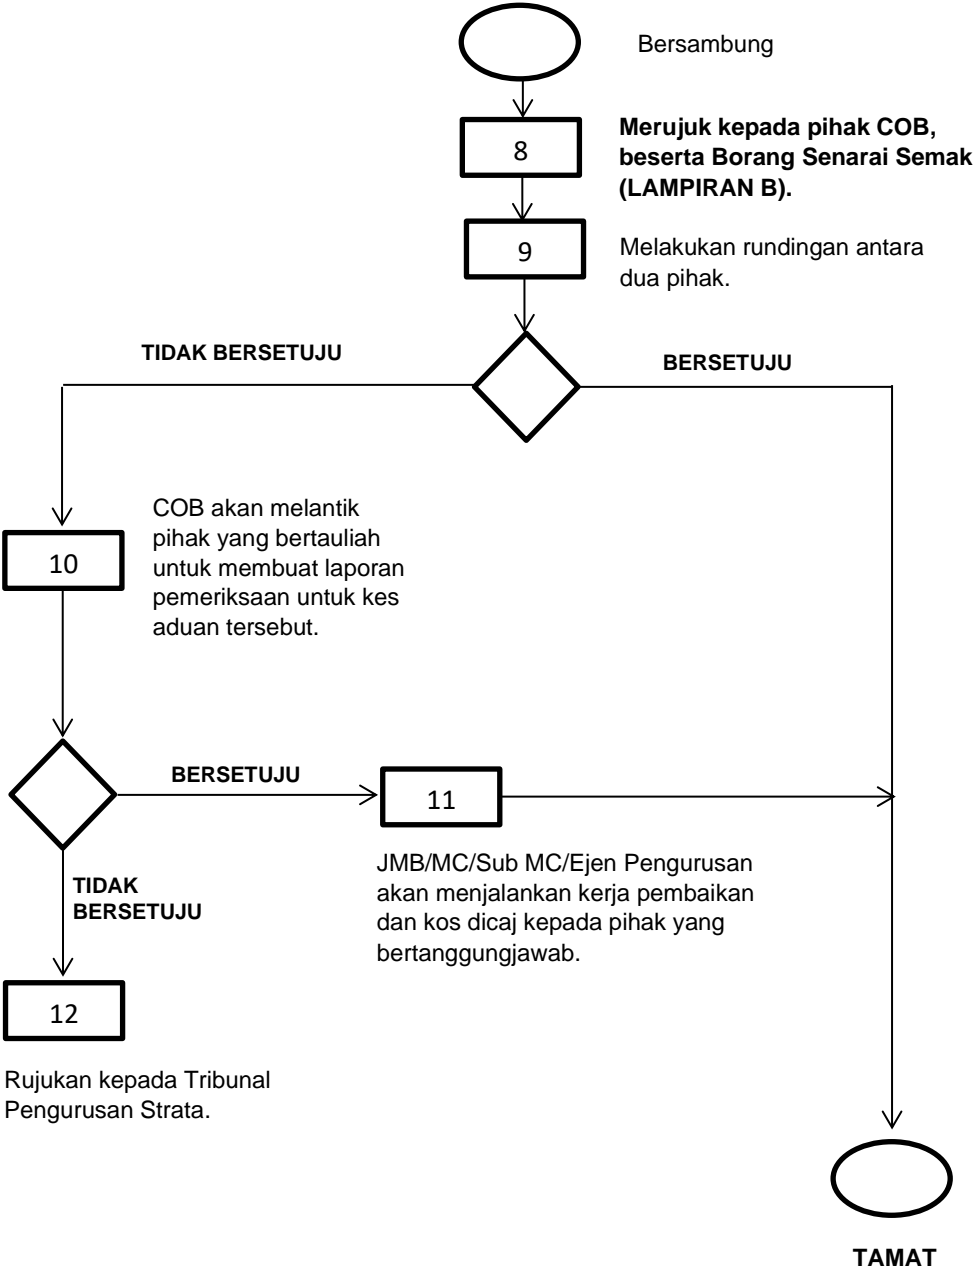 Bersambung
8
Merujuk kepada pihak COB,
beserta Borang Senarai Semak
(LAMPIRAN B).
9
Melakukan rundingan antara
dua pihak.
TIDAK BERSETUJU
BERSETUJU
10
COB akan melantik
pihak yang bertauliah
untuk membuat laporan
pemeriksaan untuk kes
aduan tersebut.
BERSETUJU
11
JMB/MC/Sub MC/Ejen Pengurusan
akan menjalankan kerja pembaikan
dan kos dicaj kepada pihak yang
bertanggungjawab.
TIDAK
BERSETUJU
12
Rujukan kepada Tribunal
Pengurusan Strata.
TAMAT